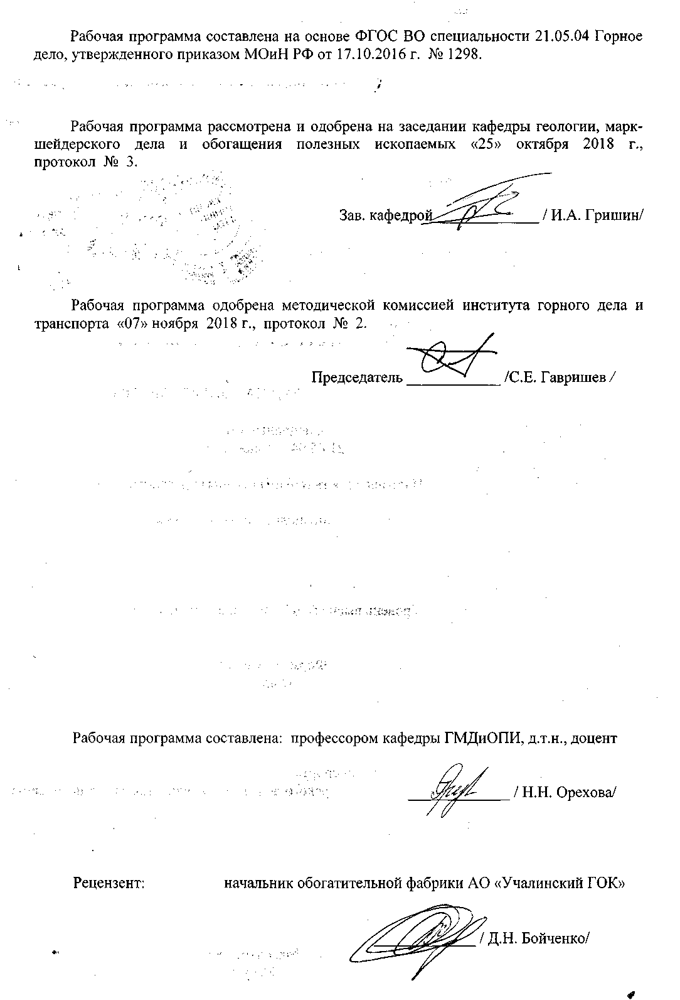 Рабочая программа составлена на основе ФГОС ВО специальности 21.05.04 Горное
дело, утвержденного приказом МОиН РФ от 17.10.2016 г. № 1298.
Рабочая программа рассмотрена и одобрена на заседании кафедры геологии, марк-
шейдерского дела и обогащения полезных ископаемых «25» октября 2018 г.,
протокол № 3.
Зав. кафедрой ____________ / И.А. Гришин/
Рабочая программа одобрена методической комиссией института горного дела и
транспорта «07» ноября 2018 г., протокол № 2.
Председатель ____________ /С.Е. Гавришев /
Рабочая программа составлена: профессором кафедры ГМДиОПИ, д.т.н., доцент
____________ / Н.Н. Орехова/
Рецензент: начальник обогатительной фабрики АО «Учалинский ГОК»
____________ / Д.Н. Бойченко/